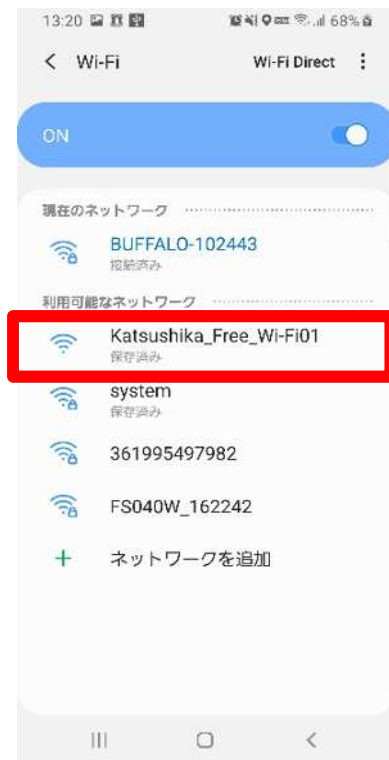 13:20
68%
Wi-Fi
Wi-Fi Direct
ON
現在のネットワーク
BUFFALO-102443
接続済み
利用可能なネットワーク
Katsushika_Free_Wi-Fi01
保存済み
system
保存済み
361995497982
FS040W_162242
ネットワークを追加